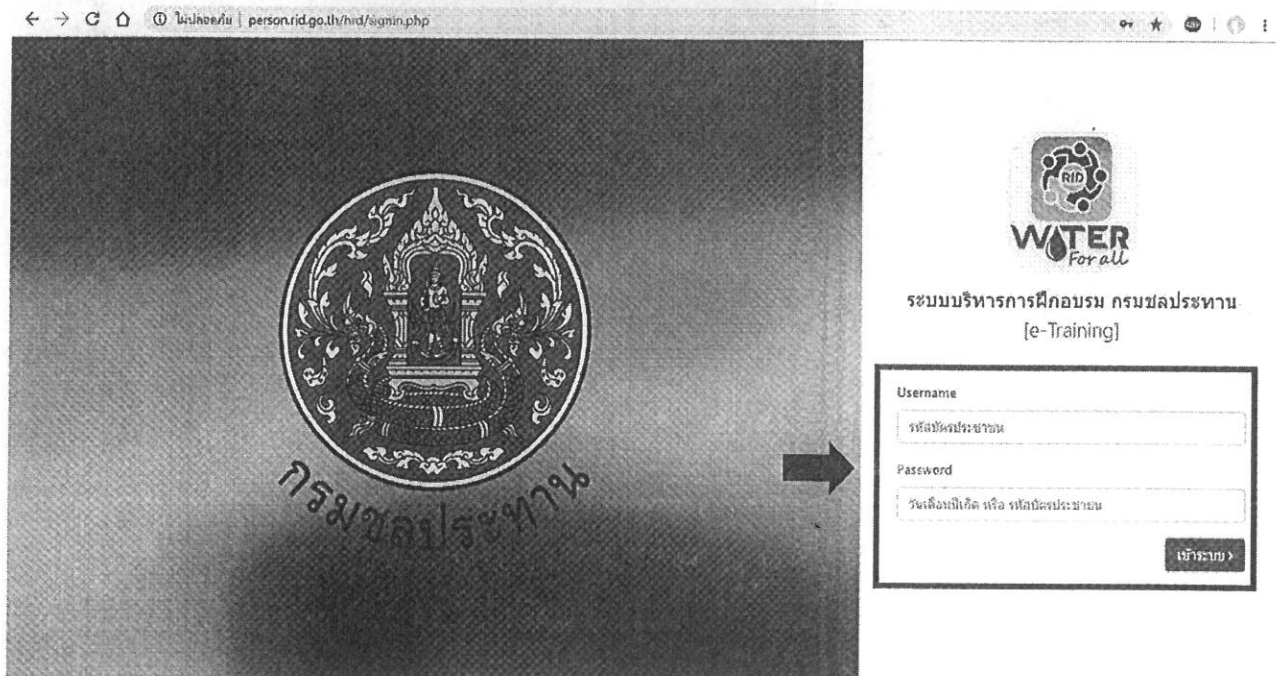 ไม่ปลอดภัย | person.rid.go.th/hrd/signin.php
กรมชลประทาน
RID
WATER
For all
ระบบบริหารการฝึกอบรม กรมชลประทาน
[e-Training]
Username
รหัสบัตรประชาชน
Password
วันเดือนปีเกิด หรือ รหัสบัตรประชาชน
เข้าระบบ ›